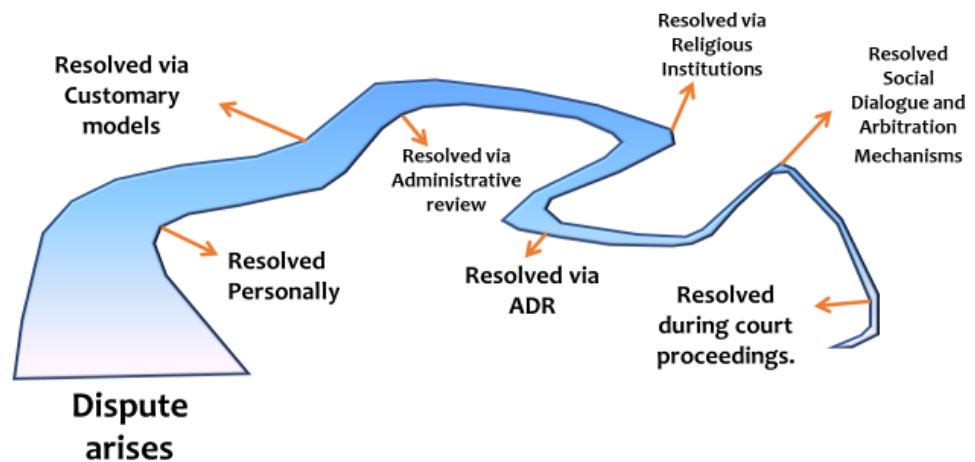 Resolved via
Customary
models
Resolved via
Religious
Institutions
Resolved
Social
Dialogue and
Arbitration
Mechanisms
Resolved via
Administrative
review
Resolved
Personally
Resolved via
ADR
Resolved
during court
proceedings.
Dispute
arises